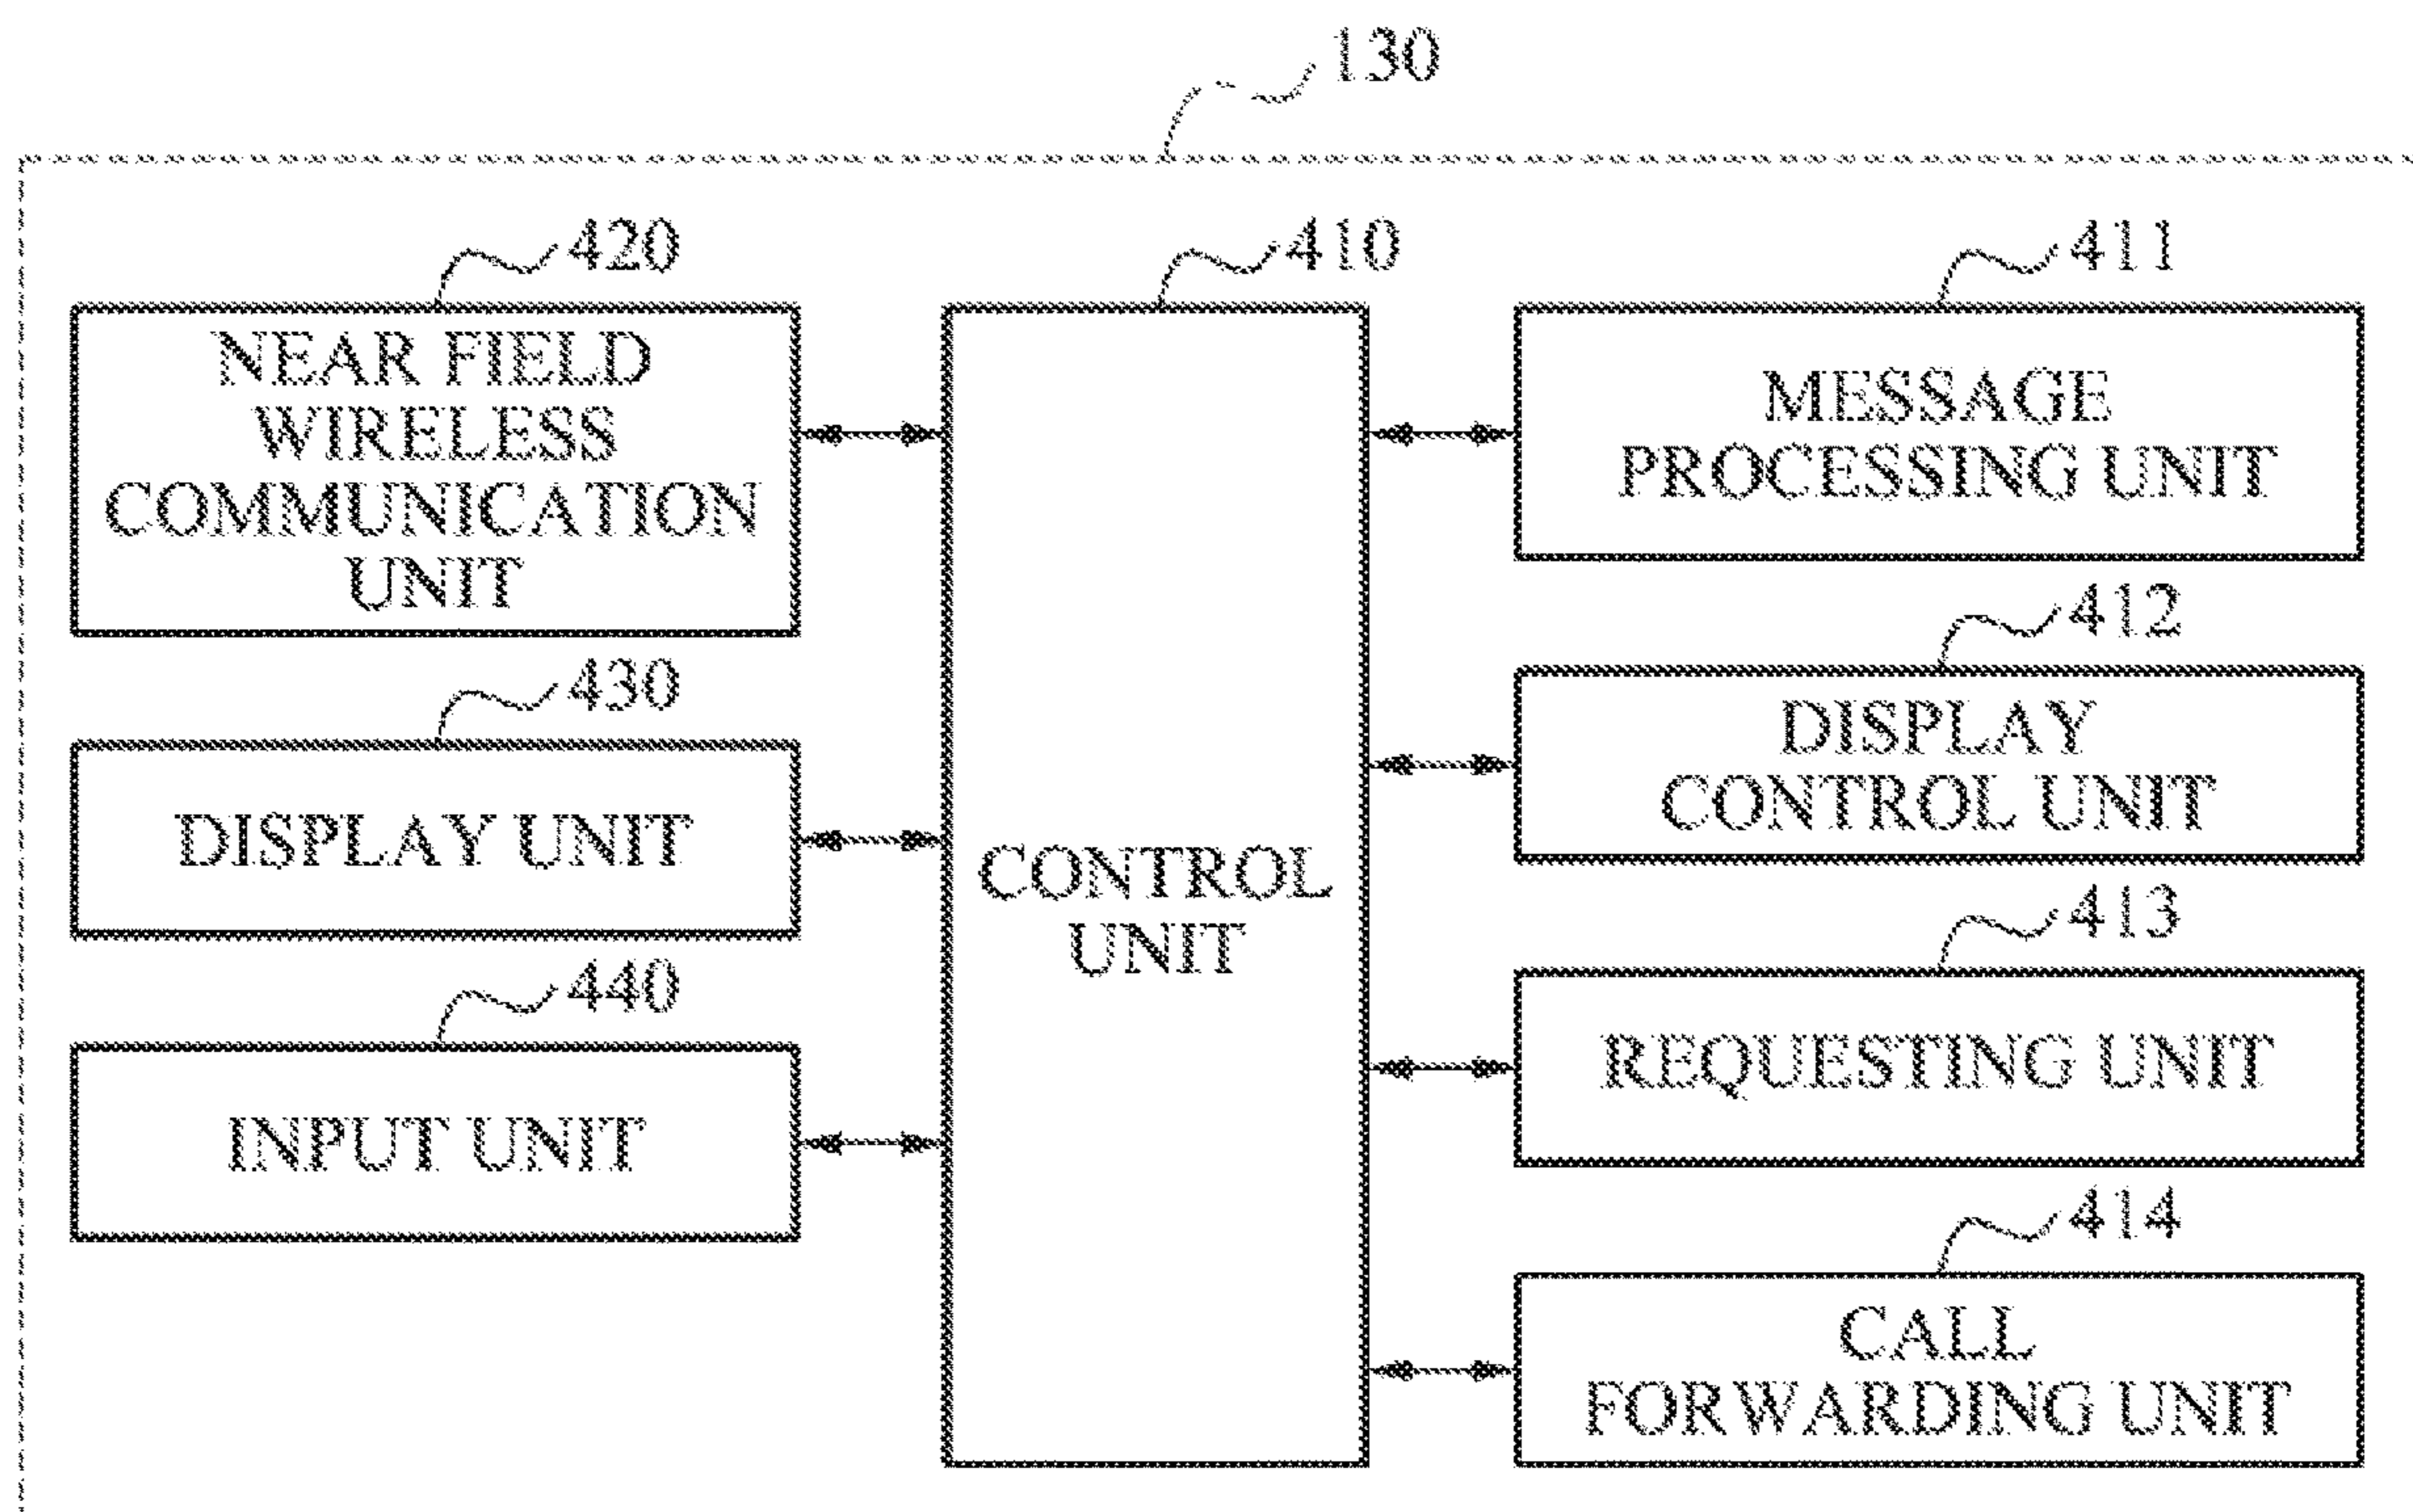 130
420
NEAR FIELD
WIRELESS
COMMUNICATION
UNIT
430
DISPLAY UNIT
440
INPUT UNIT
410
CONTROL
UNIT
411
MESSAGE
PROCESSING UNIT
412
DISPLAY
CONTROL UNIT
413
REQUESTING UNIT
414
CALL
FORWARDING UNIT